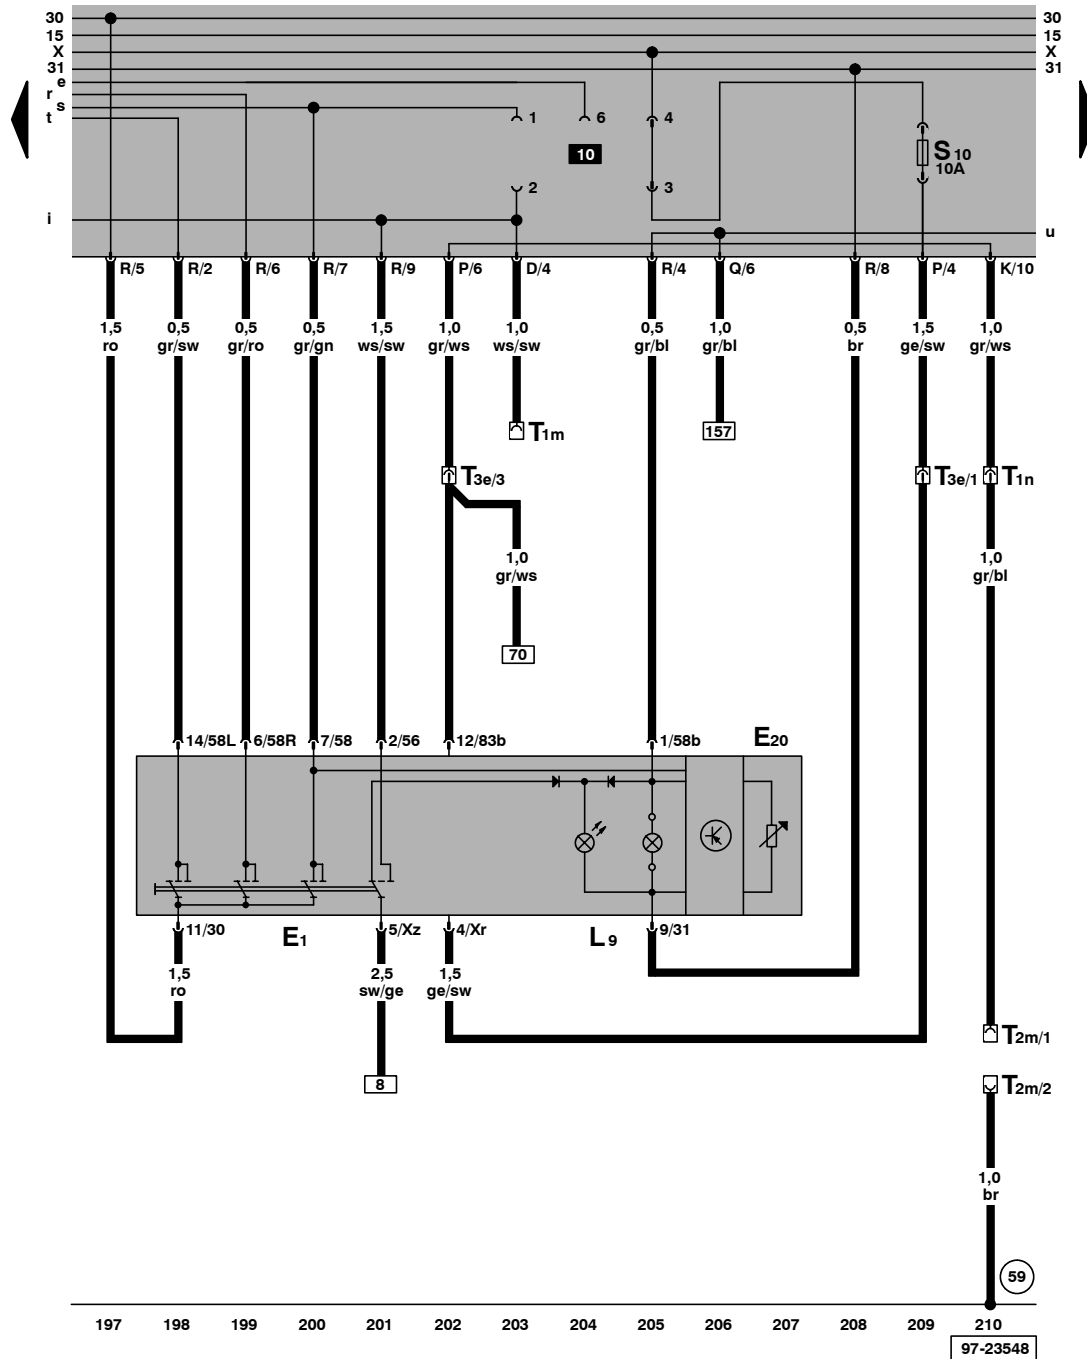 30 30
15 15
X X
31 31
e
r
s
t
1 6 4
10
S 10
10A
2 3
i u
R/5 R/2 R/6 R/7 R/9 P/6 D/4 R/4 Q/6 R/8 P/4 K/10
1,5 0,5 0,5 0,5 1,5 1,0 1,0 0,5 1,0 0,5 1,5 1,0
ro gr/sw gr/ro gr/gn ws/sw gr/ws ws/sw gr/bl gr/bl br ge/sw gr/ws
T1m 157
T3e/3 T3e/1 T1n
1,0 1,0
gr/ws gr/bl
70
14/58L 6/58R 7/58 2/56 12/83b 1/58b E20
11/30 E1 5/Xz 4/Xr L9 9/31
1,5 2,5 1,5
ro sw/ge ge/sw
T2m/1
8 T2m/2
1,0
br
59
197 198 199 200 201 202 203 204 205 206 207 208 209 210
97-23548